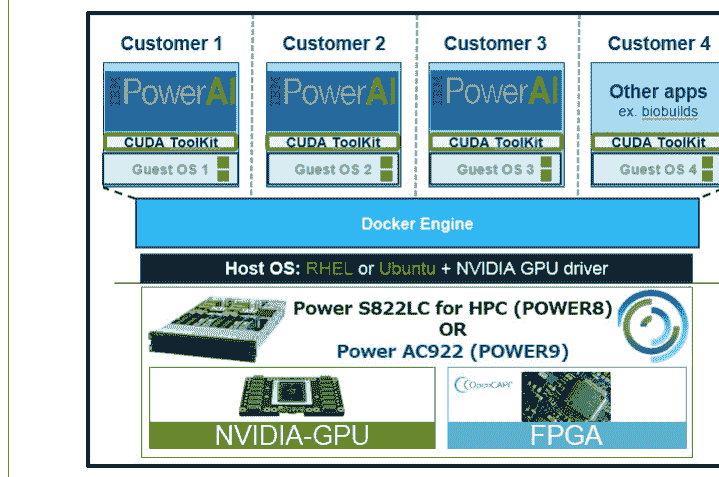 Customer 1
Customer 2
Customer 3
Customer 4
IBM PowerAI
IBM PowerAI
IBM PowerAI
Other apps
ex. biobuilds
CUDA ToolKit
CUDA ToolKit
CUDA ToolKit
CUDA ToolKit
Guest OS 1
Guest OS 2
Guest OS 3
Guest OS 4
Docker Engine
Host OS: RHEL or Ubuntu + NVIDIA GPU driver
Power S822LC for HPC (POWER8)
OR
Power AC922 (POWER9)
OpenCAPI
NVIDIA-GPU
FPGA